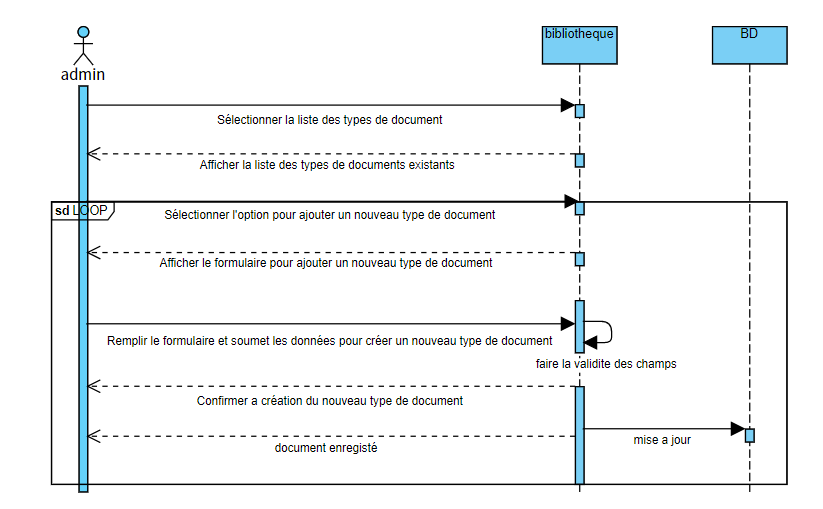 bibliotheque
BD
admin
Sélectionner la liste des types de document
Afficher la liste des types de documents existants
sd LOOP
Sélectionner l'option pour ajouter un nouveau type de document
Afficher le formulaire pour ajouter un nouveau type de document
Remplir le formulaire et soumet les données pour créer un nouveau type de document
faire la validite des champs
Confirmer a création du nouveau type de document
mise a jour
document enregisté